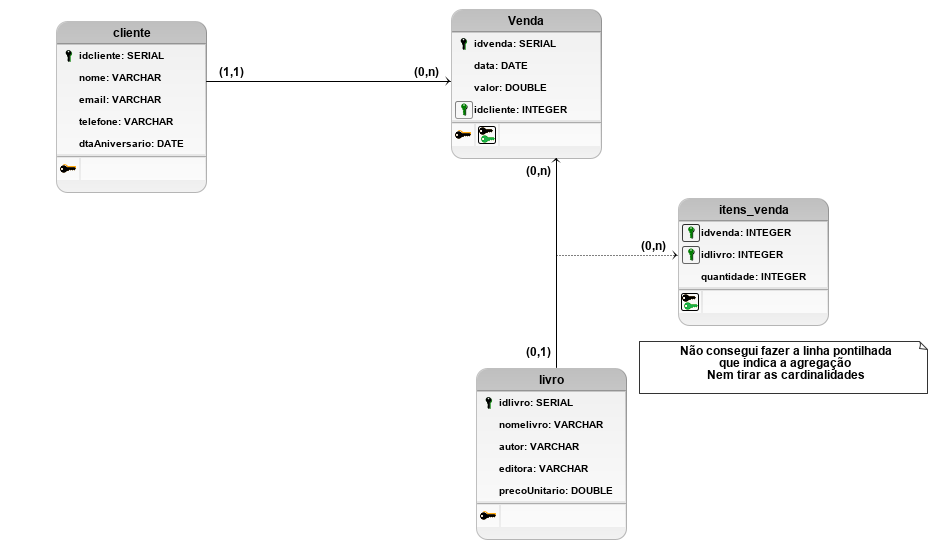 cliente
idcliente: SERIAL
nome: VARCHAR
email: VARCHAR
telefone: VARCHAR
dtaAniversario: DATE
(1,1)
(0,n)
Venda
idvenda: SERIAL
data: DATE
valor: DOUBLE
idcliente: INTEGER
(0,n)
(0,n)
itens_venda
idvenda: INTEGER
idlivro: INTEGER
quantidade: INTEGER
Não consegui fazer a linha pontilhada
que indica a agregação
Nem tirar as cardinalidades
(0,1)
livro
idlivro: SERIAL
nomelivro: VARCHAR
autor: VARCHAR
editora: VARCHAR
precoUnitario: DOUBLE